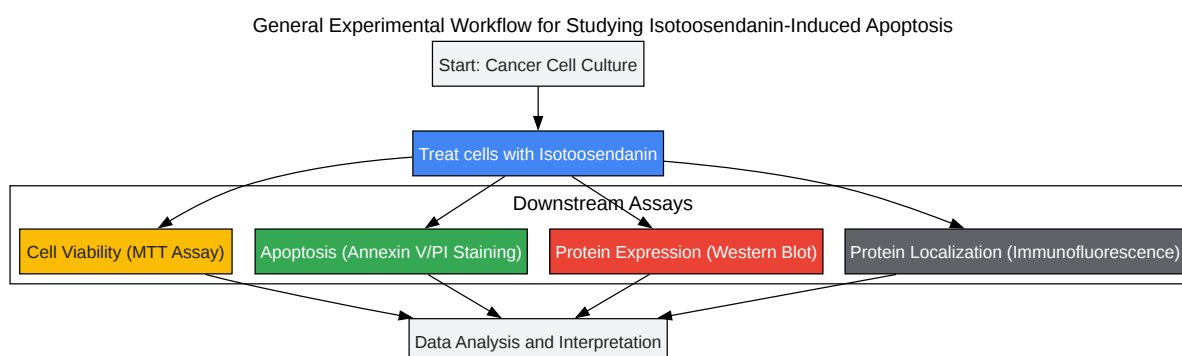 General Experimental Workflow for Studying Isotoosendanin-Induced Apoptosis
Start: Cancer Cell Culture
Treat cells with Isotoosendanin
Downstream Assays
Cell Viability (MTT Assay)
Apoptosis (Annexin V/PI Staining)
Protein Expression (Western Blot)
Protein Localization (Immunofluorescence)
Data Analysis and Interpretation